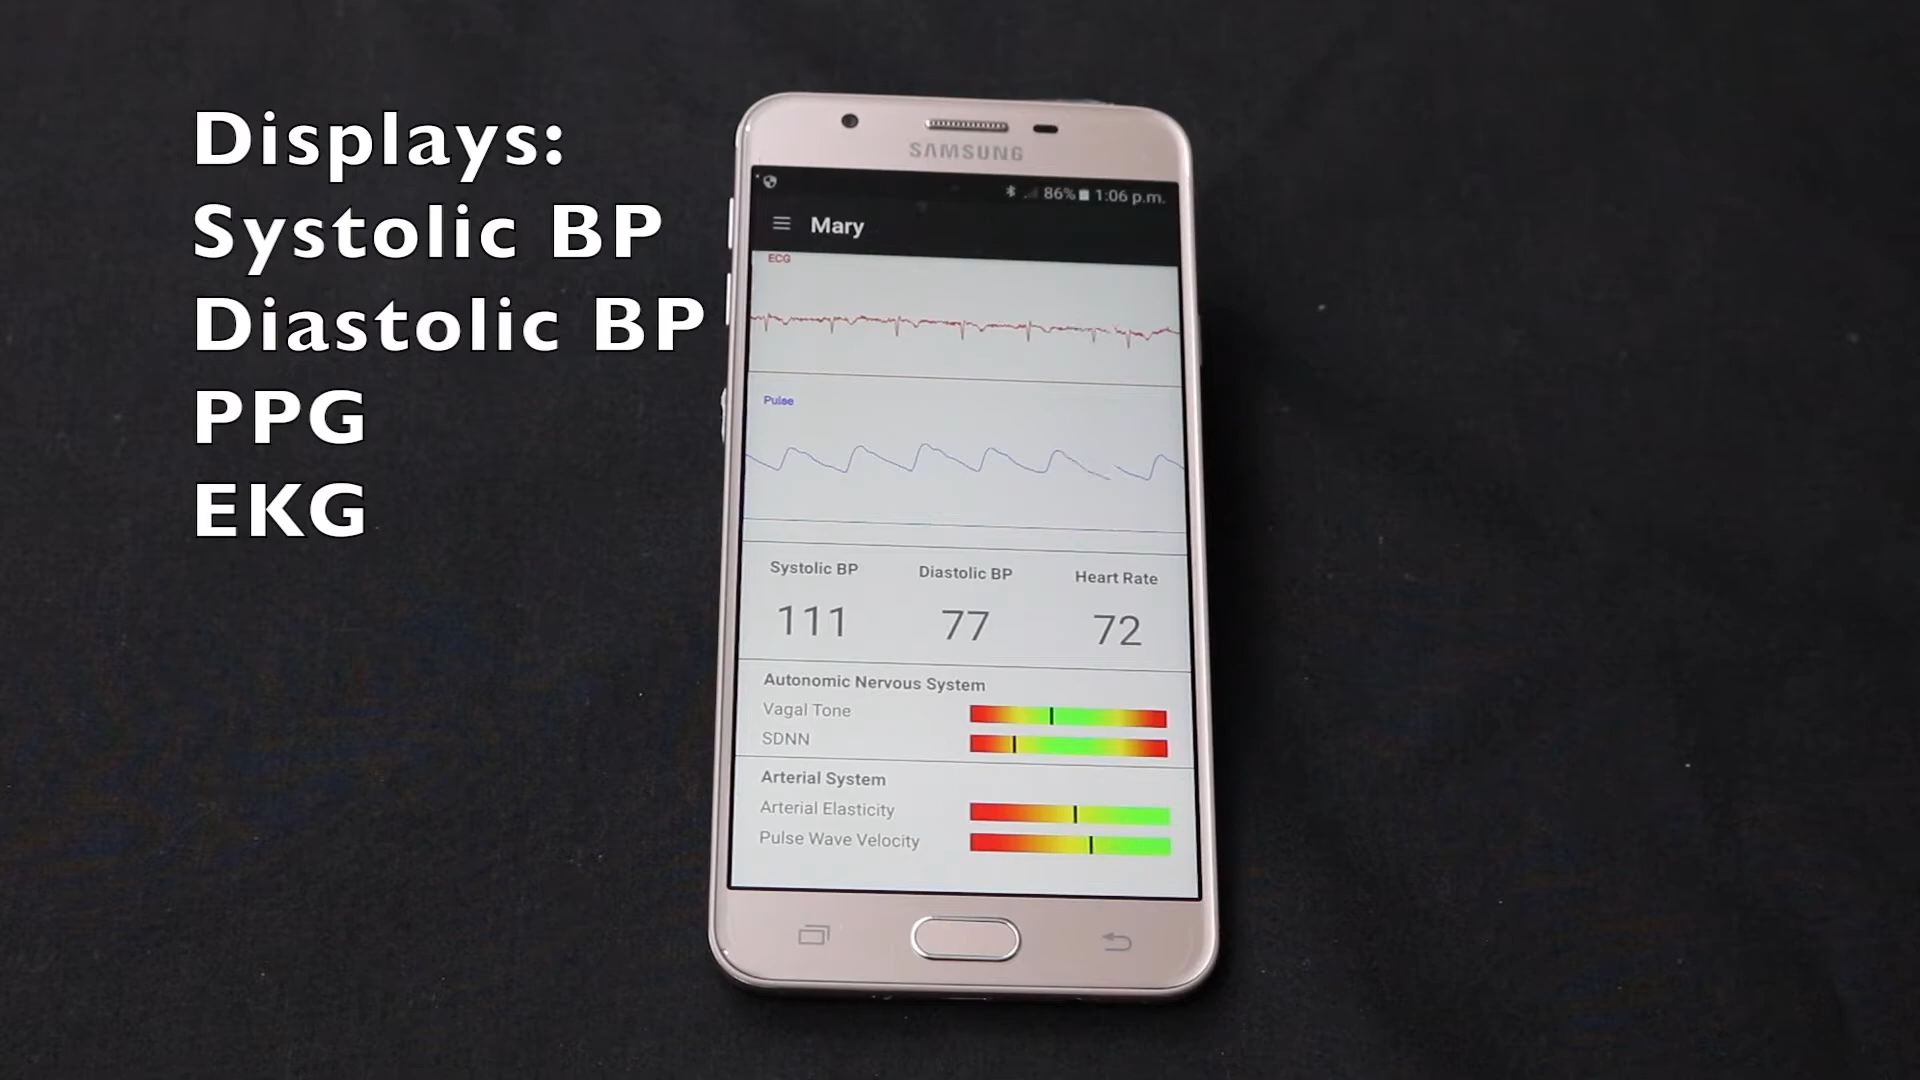 Displays:
Systolic BP
Diastolic BP
PPG
EKG
SAMSUNG
86% 1:06 p.m.
Mary
ECG
Pulse
Systolic BP Diastolic BP Heart Rate
111 77 72
Autonomic Nervous System
Vagal Tone
SDNN
Arterial System
Arterial Elasticity
Pulse Wave Velocity